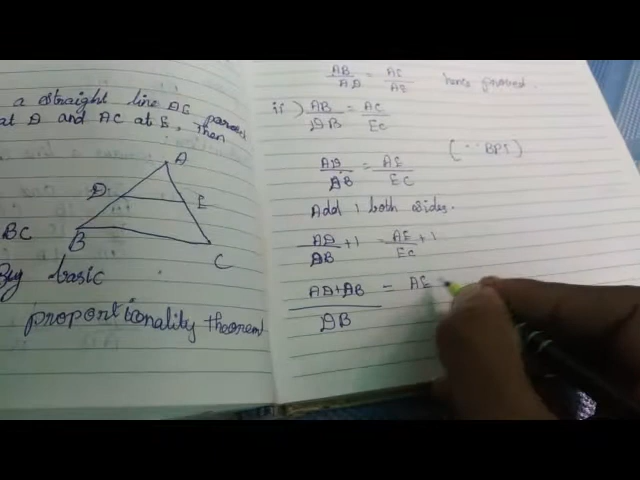 a straight line DE parallel
at D and AC at E, then
A
D
E
BC
B
C
By basic
proportionality theorem
AB/AD = AC/AE hence proved.
ii) AB/DB = AC/EC
AD/DB = AE/EC (∵ BPT)
Add 1 both sides.
AD/DB + 1 = AE/EC + 1
AD+DB/DB = AE